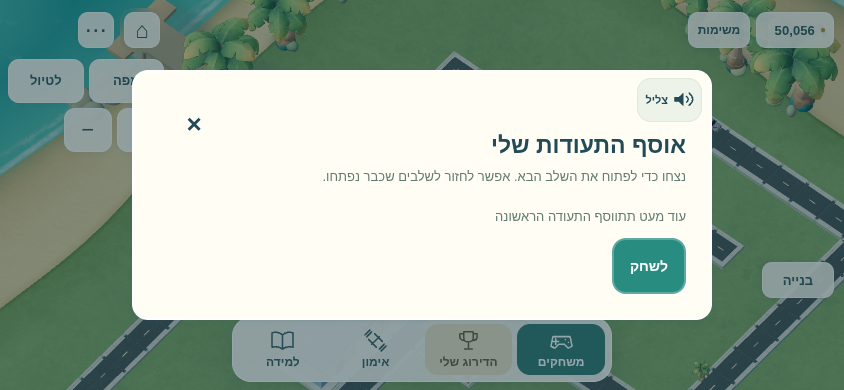 50,056
משימות
לטיול
צליל
אוסף התעודות שלי
נצחו כדי לפתוח את השלב הבא. אפשר לחזור לשלבים שכבר נפתחו.
עוד מעט תתווסף התעודה הראשונה
לשחק
בנייה
משחקים
הדירוג שלי
אימון
למידה